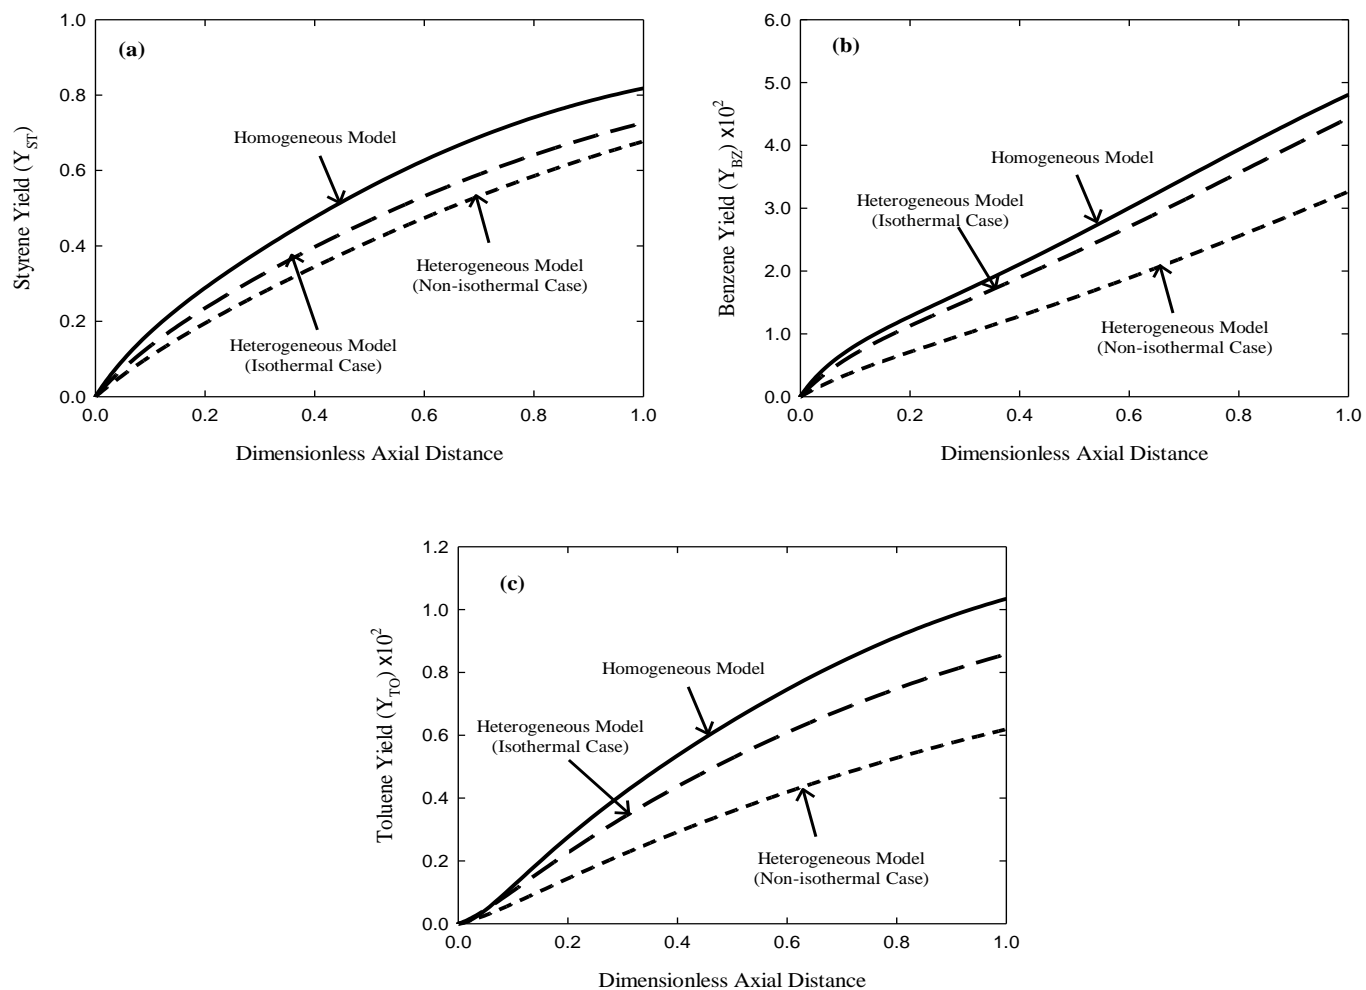 (a)
1.0
0.8
0.6
0.4
0.2
0.0
Styrene Yield (Y_ST)
Homogeneous Model
Heterogeneous Model
(Non-isothermal Case)
Heterogeneous Model
(Isothermal Case)
0.0 0.2 0.4 0.6 0.8 1.0
Dimensionless Axial Distance
(b)
6.0
5.0
4.0
3.0
2.0
1.0
0.0
Benzene Yield (Y_BZ) x10²
Homogeneous Model
Heterogeneous Model
(Isothermal Case)
Heterogeneous Model
(Non-isothermal Case)
0.0 0.2 0.4 0.6 0.8 1.0
Dimensionless Axial Distance
(c)
1.2
1.0
0.8
0.6
0.4
0.2
0.0
Toluene Yield (Y_TO) x10²
Homogeneous Model
Heterogeneous Model
(Isothermal Case)
Heterogeneous Model
(Non-isothermal Case)
0.0 0.2 0.4 0.6 0.8 1.0
Dimensionless Axial Distance